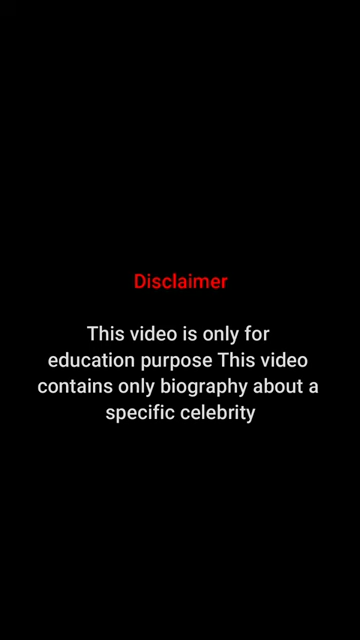 Disclaimer
This video is only for
education purpose This video
contains only biography about a
specific celebrity